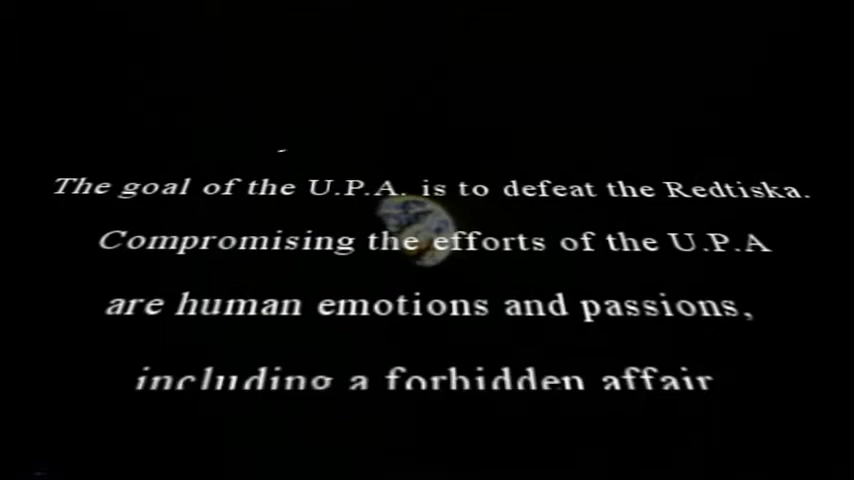 The goal of the U.P.A. is to defeat the Redtiska.
Compromising the efforts of the U.P.A
are human emotions and passions,
including a forbidden affair